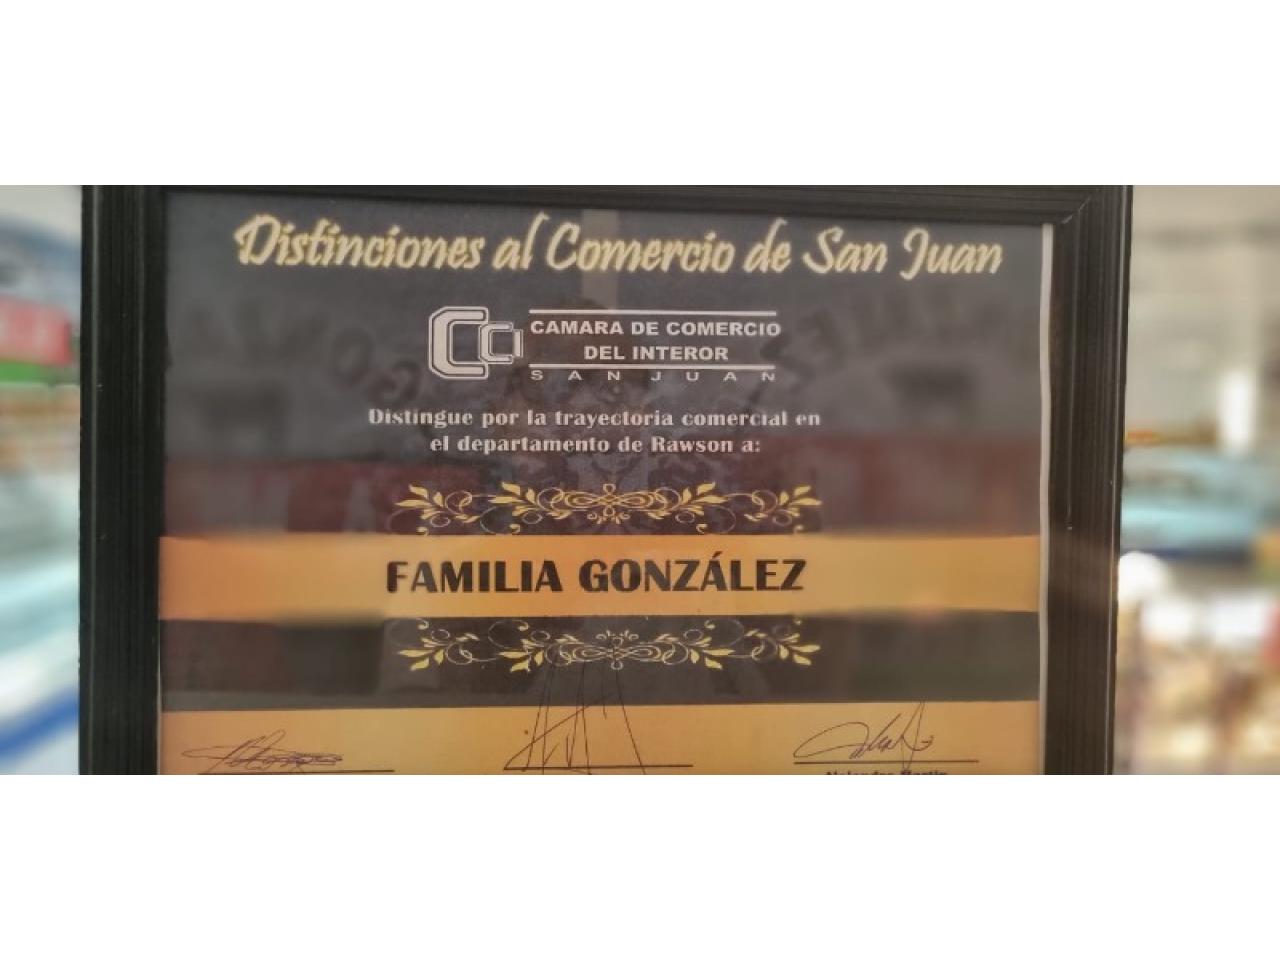 Distinciones al Comercio de San Juan
CAMARA DE COMERCIO
DEL INTEROR
SAN JUAN
Distingue por la trayectoria comercial en
el departamento de Rawson a:
FAMILIA GONZÁLEZ